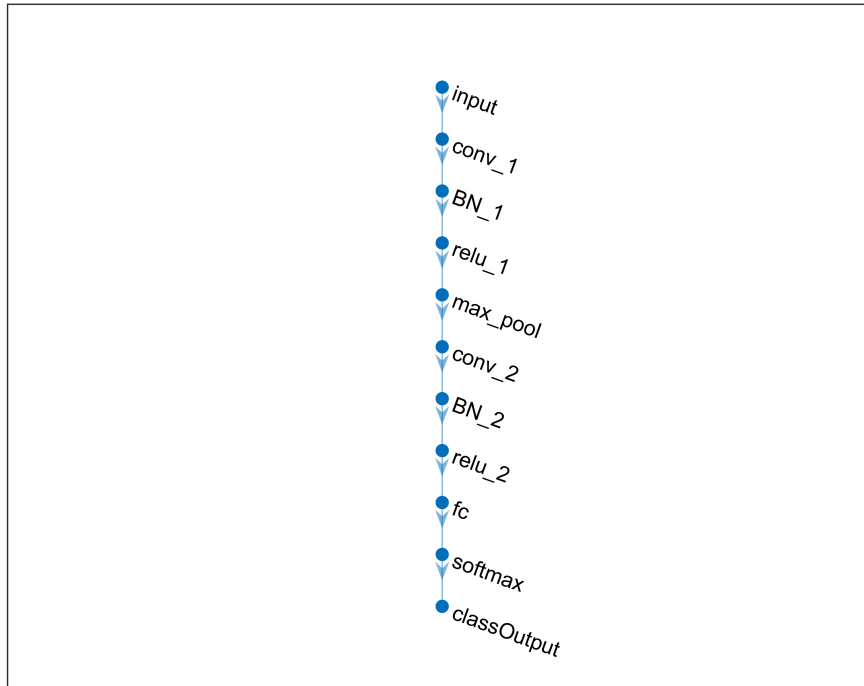 input
conv_1
BN_1
relu_1
max_pool
conv_2
BN_2
relu_2
fc
softmax
classOutput